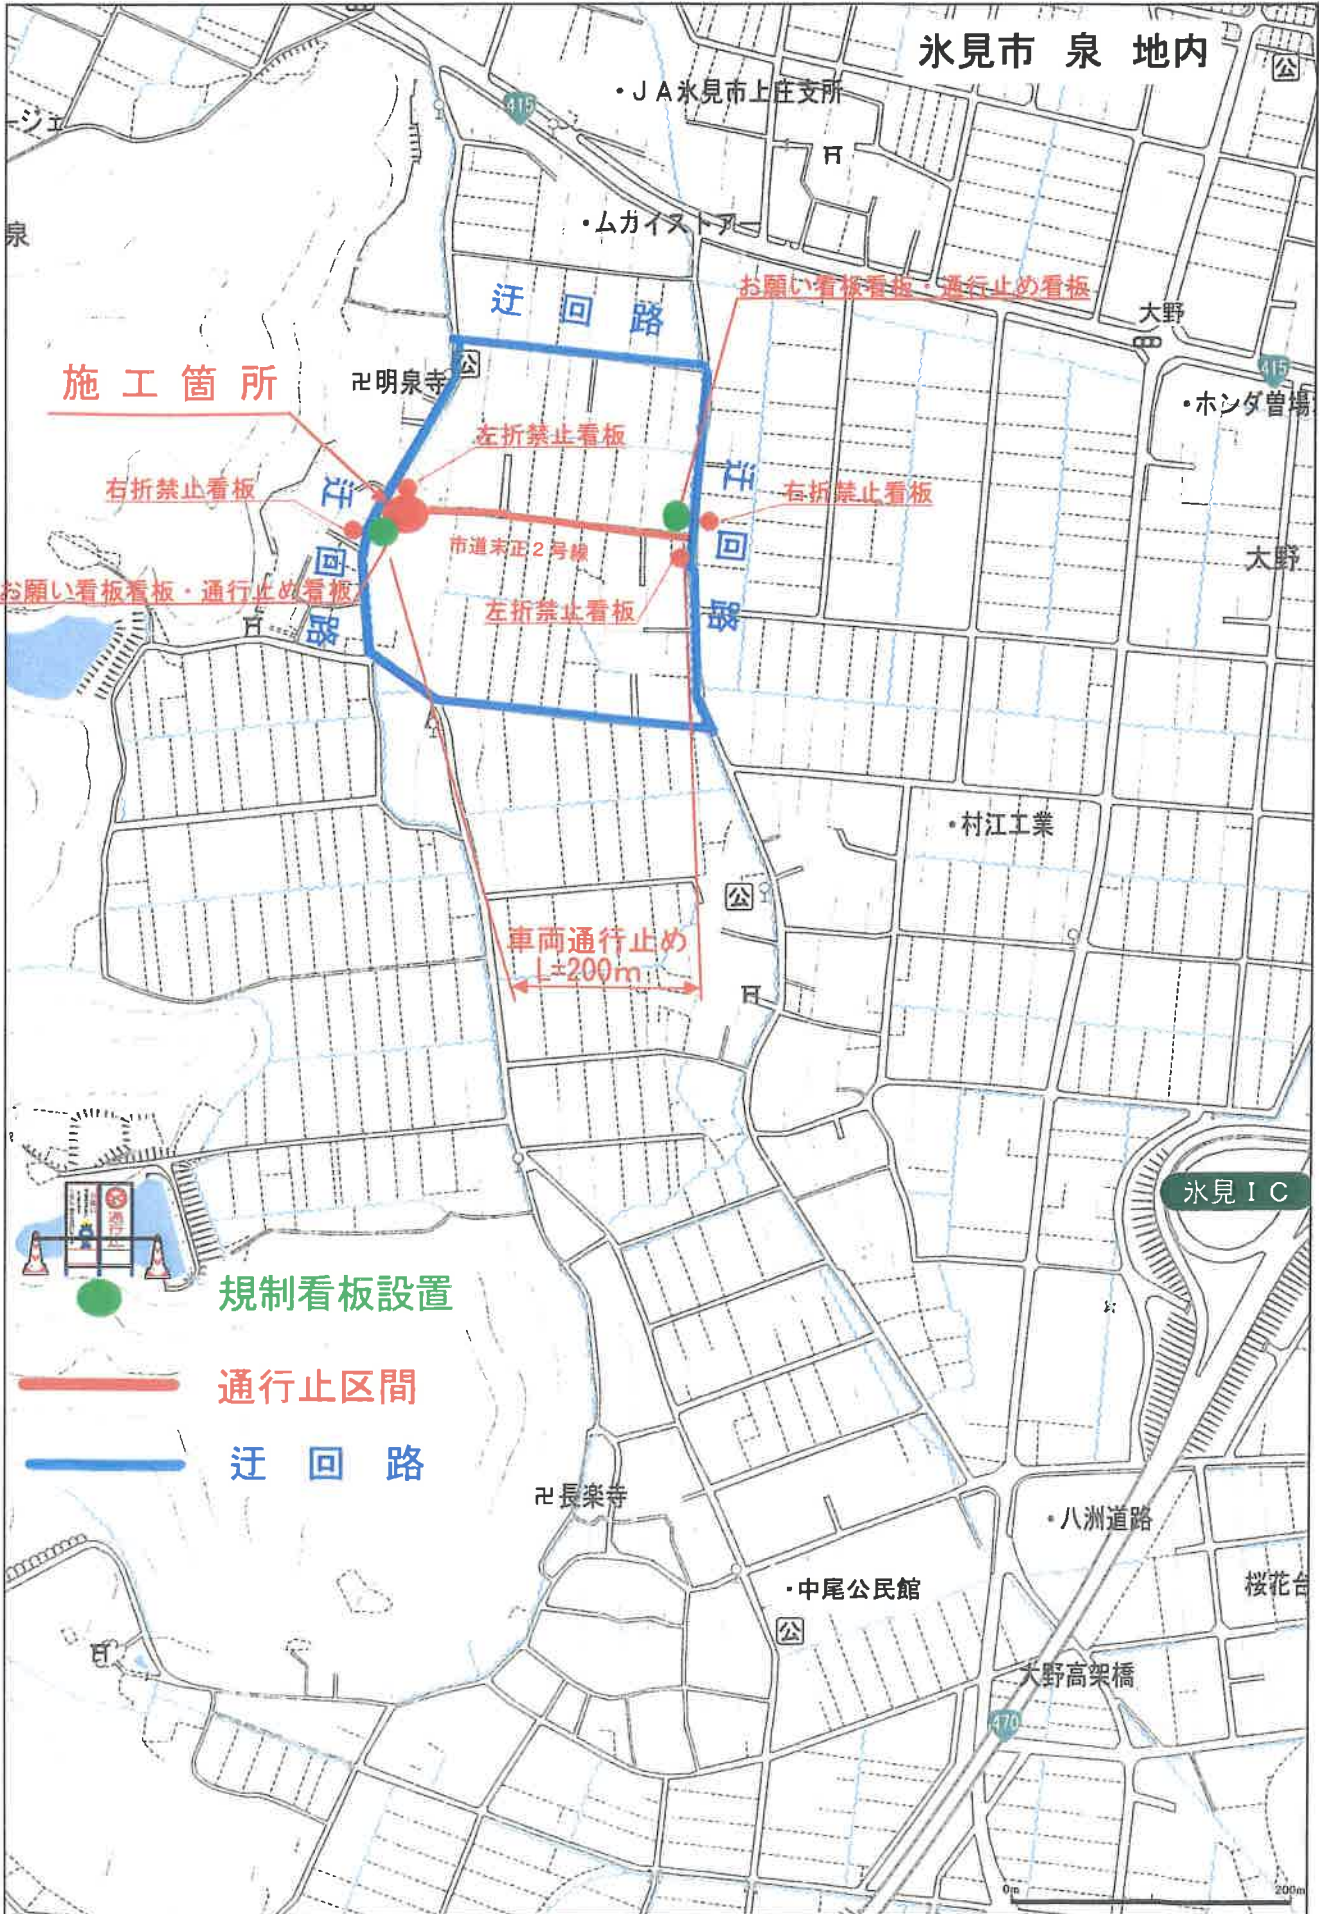 氷見市 泉 地内
公
・JA氷見市上庄支所
415
ージェ
・ムカイストアー
泉
お願い看板看板・通行止め看板
迂回路
大野
415
公
卍明泉寺
施工箇所
・ホンダ曽場
左折禁止看板
右折禁止看板
迂回路
迂回路
右折禁止看板
市道末正2号線
大野
お願い看板看板・通行止め看板
左折禁止看板
・村江工業
公
車両通行止め
L=200m
氷見IC
通行止
規制看板設置
通行止区間
迂回路
卍長楽寺
・八洲道路
・中尾公民館
桜花台
公
大野高架橋
470
0m
200m